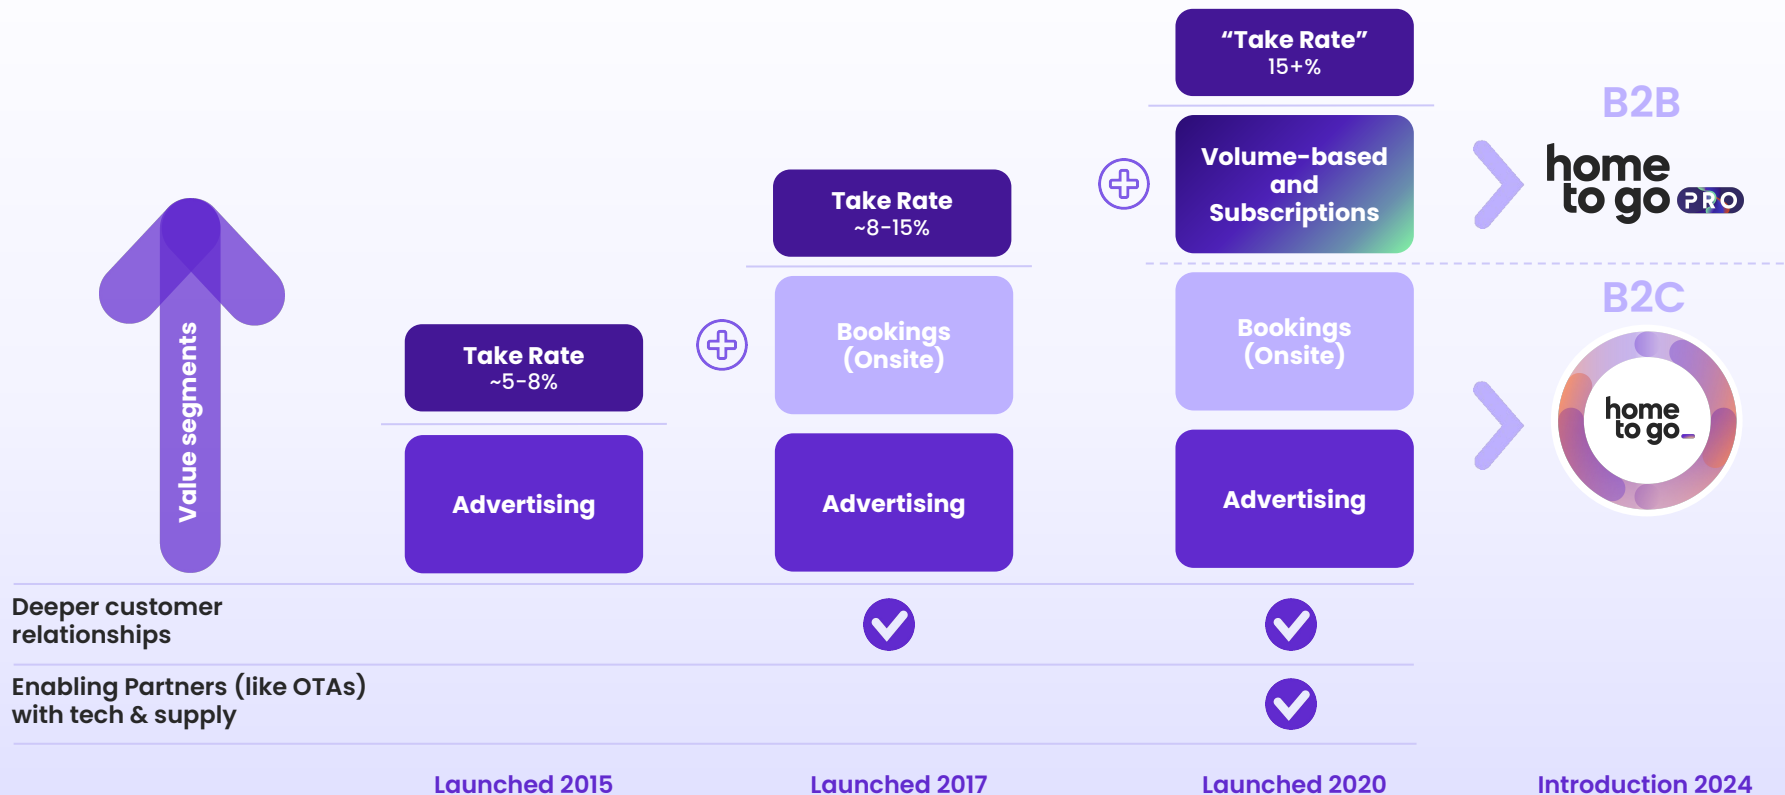 Value segments
Take Rate
~5-8%
Advertising
Take Rate
~8-15%
Bookings
(Onsite)
Advertising
“Take Rate”
15+%
Volume-based
and
Subscriptions
Bookings
(Onsite)
Advertising
B2B
home
to go PRO
B2C
home
to go_
Deeper customer
relationships
Enabling Partners (like OTAs)
with tech & supply
Launched 2015
Launched 2017
Launched 2020
Introduction 2024